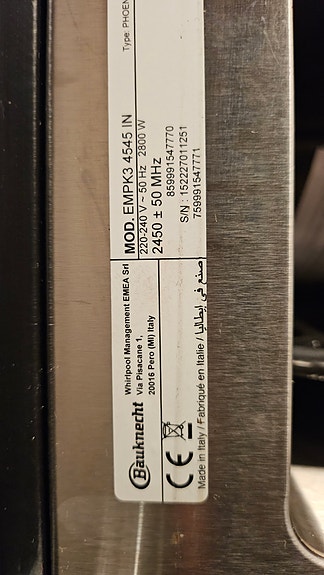 Type: PHOEN
MOD. EMPK3 4545 IN
220-240 V ~ 50 Hz 2800 W
2450 ± 50 MHz
859991547770
S/N : 152227011251
759991547771
Bauknecht
Whirlpool Management EMEA Srl
Via Pisacane 1,
20016 Pero (MI) Italy
CE
Made in Italy / Fabriqué en Italie / صنع في إيطاليا